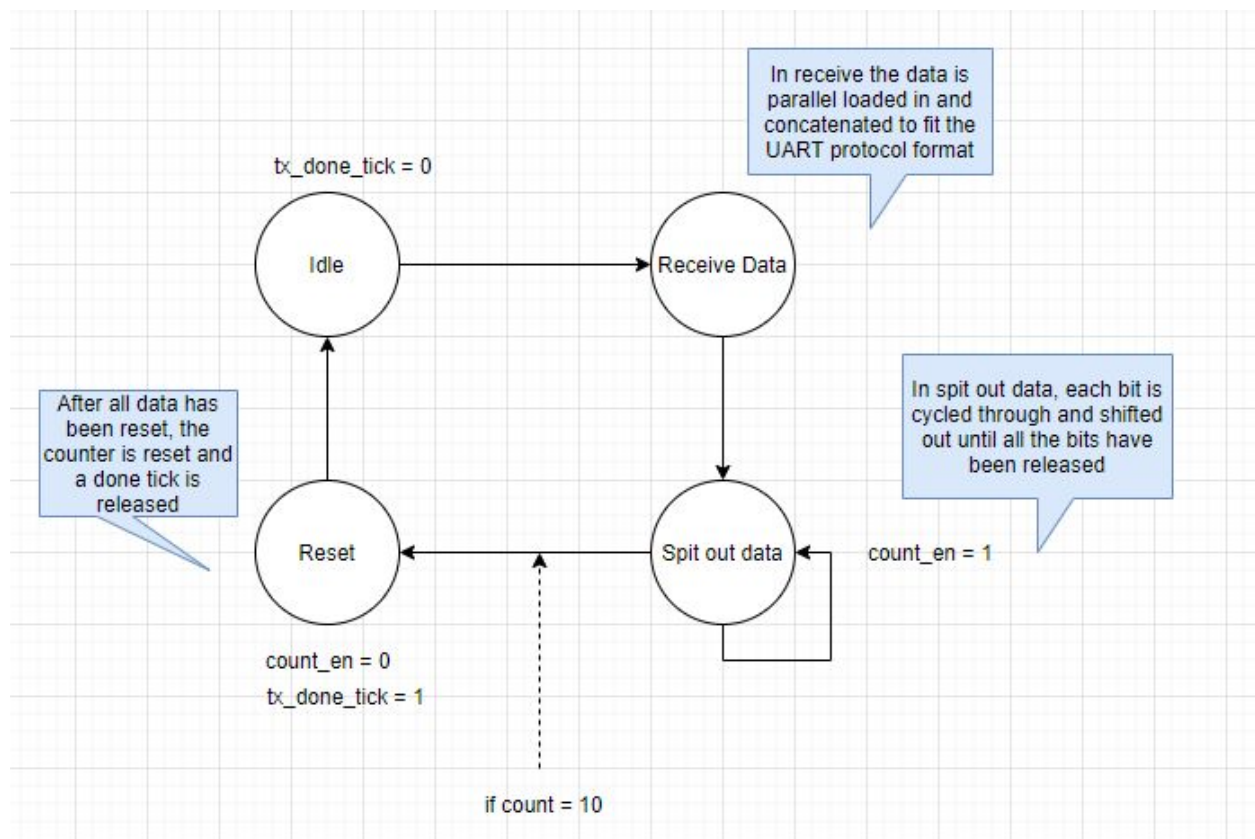 In receive the data is
parallel loaded in and
concatenated to fit the
UART protocol format
tx_done_tick = 0
Idle
Receive Data
In spit out data, each bit is
cycled through and shifted
out until all the bits have
been released
After all data has
been reset, the
counter is reset and
a done tick is
released
Reset
Spit out data
count_en = 1
count_en = 0
tx_done_tick = 1
if count = 10